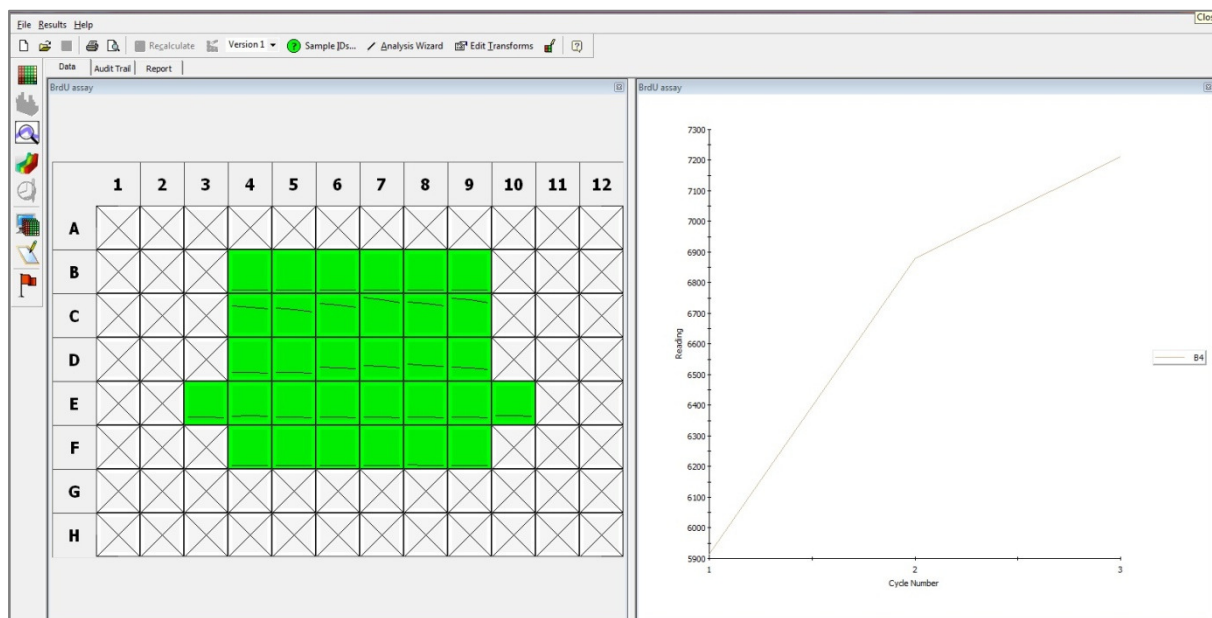 Clos
File Results Help
Recalculate Version 1 Sample IDs... Analysis Wizard Edit Transforms
Data Audit Trail Report
BrdU assay
1 2 3 4 5 6 7 8 9 10 11 12
A
B
C
D
E
F
G
H
BrdU assay
7300
7200
7100
7000
6900
6800
6700
6600
6500
6400
6300
6200
6100
6000
5900
Reading
1 2 3
Cycle Number
B4